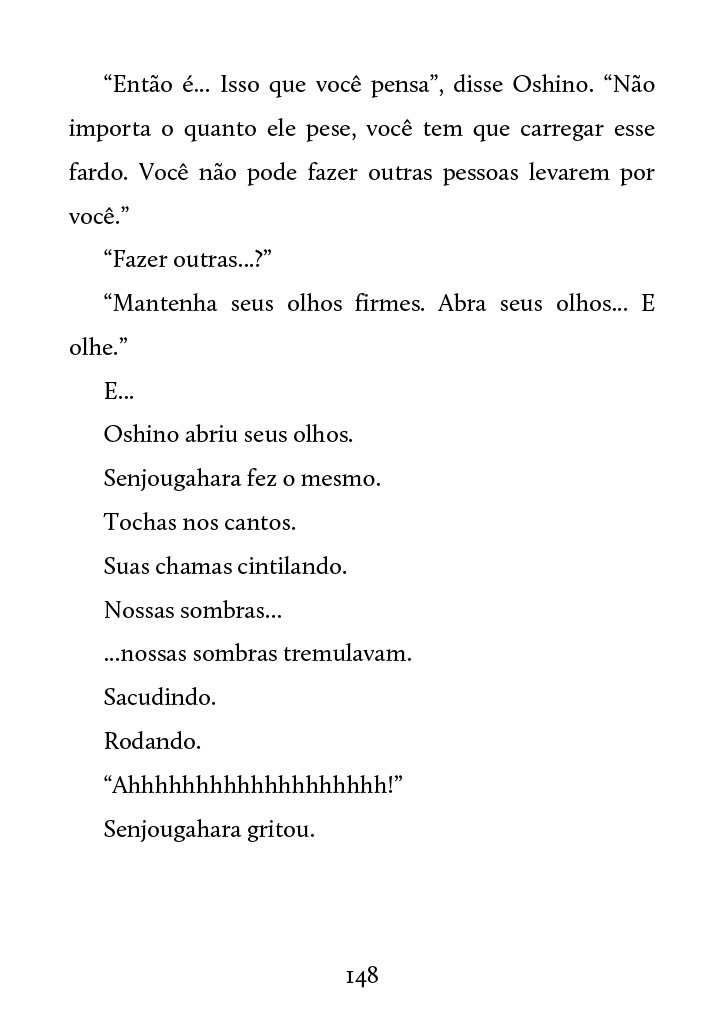 “Então é... Isso que você pensa”, disse Oshino. “Não
importa o quanto ele pese, você tem que carregar esse
fardo. Você não pode fazer outras pessoas levarem por
você.”
“Fazer outras...?”
“Mantenha seus olhos firmes. Abra seus olhos... E
olhe.”
E...
Oshino abriu seus olhos.
Senjougahara fez o mesmo.
Tochas nos cantos.
Suas chamas cintilando.
Nossas sombras...
...nossas sombras tremulavam.
Sacudindo.
Rodando.
“Ahhhhhhhhhhhhhhhhhhh!”
Senjougahara gritou.
148